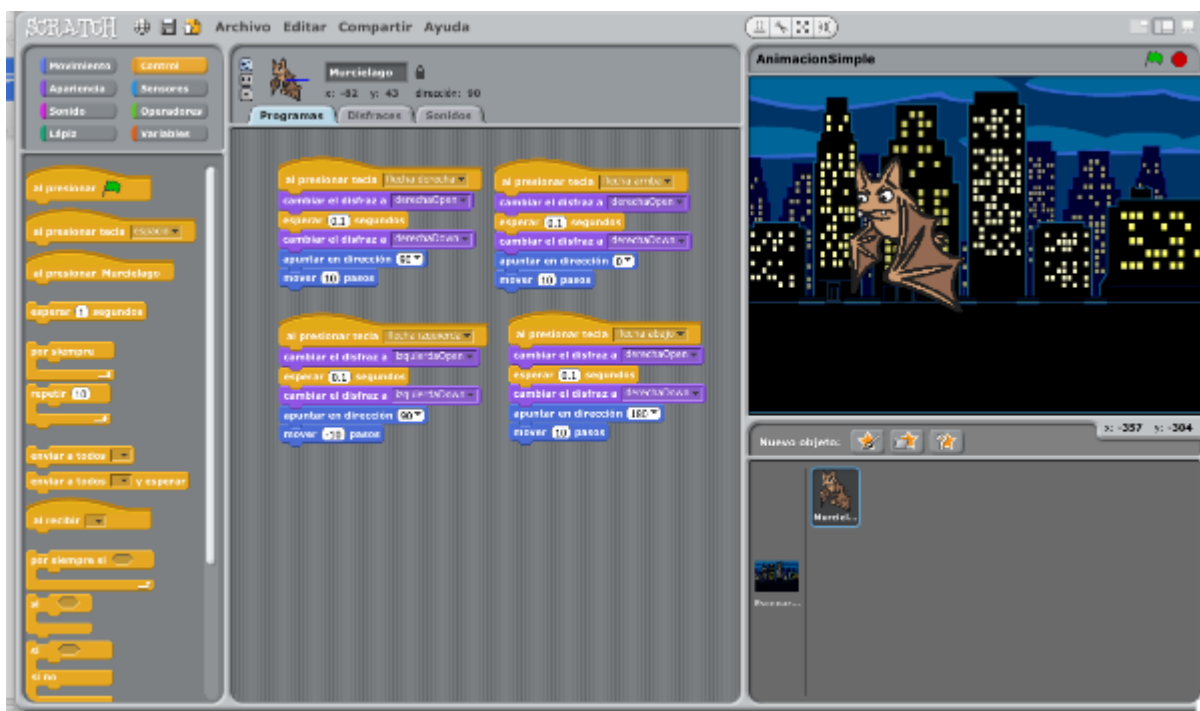 SCRATCH Archivo Editar Compartir Ayuda
Movimiento Control
Apariencia Sensores
Sonido Operadores
Lápiz Variables
Murcielago
x: -82 y: 43 dirección: 90
Programas Disfraces Sonidos
AnimacionSimple
al presionar
al presionar tecla espacio
al presionar Murcielago
esperar 1 segundos
por siempre
repetir 10
enviar a todos
enviar a todos y esperar
al recibir
por siempre si
si
si
si no
al presionar tecla flecha derecha
cambiar el disfraz a derechaOpen
esperar 0.1 segundos
cambiar el disfraz a derechaDown
apuntar en dirección 90
mover 10 pasos
al presionar tecla flecha arriba
cambiar el disfraz a derechaOpen
esperar 0.1 segundos
cambiar el disfraz a derechaDown
apuntar en dirección 0
mover 10 pasos
al presionar tecla flecha izquierda
cambiar el disfraz a izquierdaOpen
esperar 0.1 segundos
cambiar el disfraz a izquierdaDown
apuntar en dirección 90
mover -10 pasos
al presionar tecla flecha abajo
cambiar el disfraz a derechaOpen
esperar 0.1 segundos
cambiar el disfraz a derechaDown
apuntar en dirección 180
mover 10 pasos
x: -357 y: -304
Nuevo objeto:
Murciel...
Escenar...